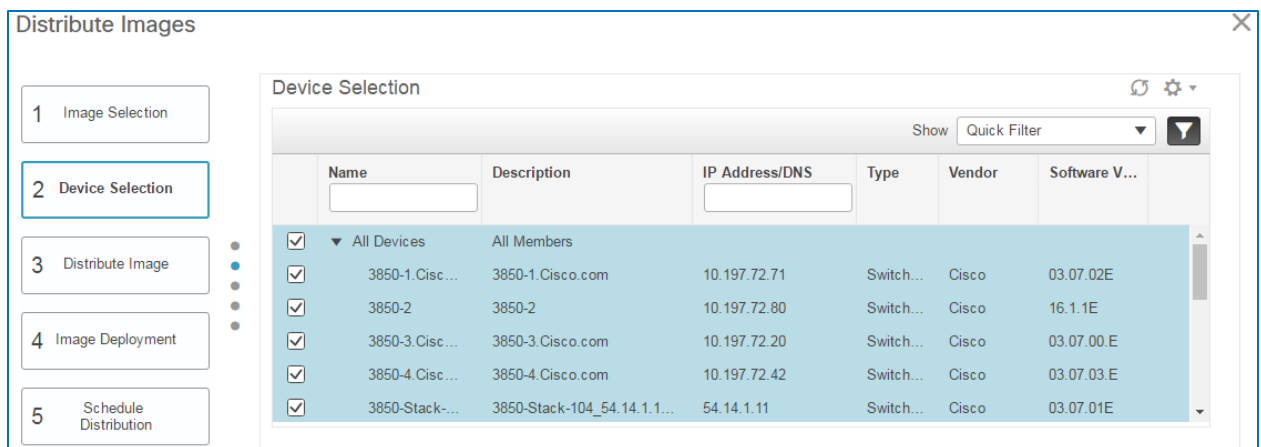 Distribute Images
1 Image Selection
2 Device Selection
3 Distribute Image
4 Image Deployment
5 Schedule
Distribution
Device Selection
Show Quick Filter
Name Description IP Address/DNS Type Vendor Software V...
All Devices All Members
3850-1.Cisc... 3850-1.Cisco.com 10.197.72.71 Switch... Cisco 03.07.02E
3850-2 3850-2 10.197.72.80 Switch... Cisco 16.1.1E
3850-3.Cisc... 3850-3.Cisco.com 10.197.72.20 Switch... Cisco 03.07.00.E
3850-4.Cisc... 3850-4.Cisco.com 10.197.72.42 Switch... Cisco 03.07.03.E
3850-Stack-... 3850-Stack-104_54.14.1.1... 54.14.1.11 Switch... Cisco 03.07.01E